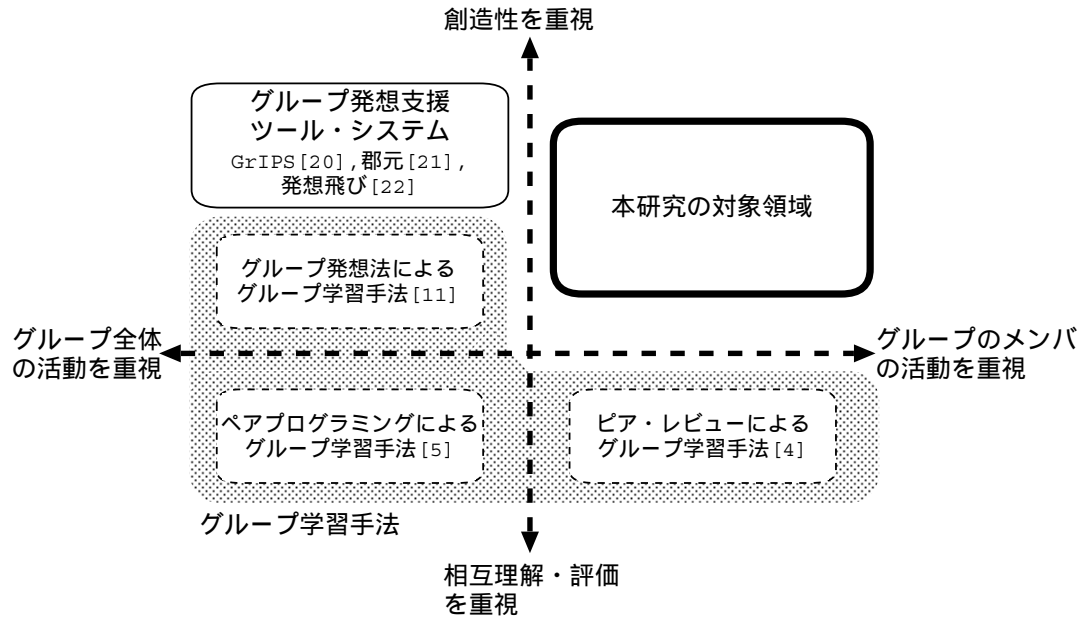 創造性を重視
グループ発想支援
ツール・システム
GrIPS[20],郡元[21],
発想飛び[22]
本研究の対象領域
グループ発想法による
グループ学習手法[11]
グループ全体
の活動を重視
グループのメンバ
の活動を重視
ペアプログラミングによる
グループ学習手法[5]
ピア・レビューによる
グループ学習手法[4]
グループ学習手法
相互理解・評価
を重視